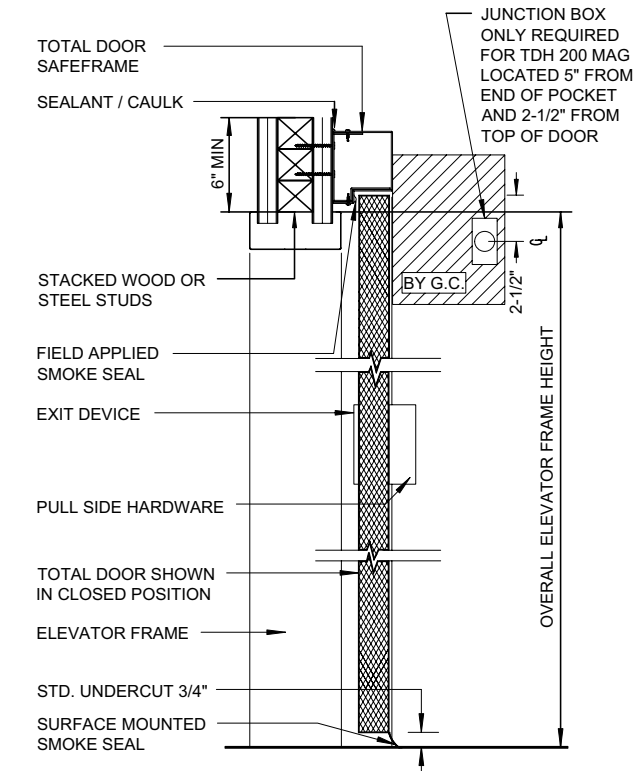 JUNCTION BOX
ONLY REQUIRED
FOR TDH 200 MAG
LOCATED 5" FROM
END OF POCKET
AND 2-1/2" FROM
TOP OF DOOR
TOTAL DOOR
SAFEFRAME
SEALANT / CAULK
6" MIN
STACKED WOOD OR
STEEL STUDS
BY G.C.
℄
2-1/2"
FIELD APPLIED
SMOKE SEAL
EXIT DEVICE
PULL SIDE HARDWARE
OVERALL ELEVATOR FRAME HEIGHT
TOTAL DOOR SHOWN
IN CLOSED POSITION
ELEVATOR FRAME
STD. UNDERCUT 3/4"
SURFACE MOUNTED
SMOKE SEAL